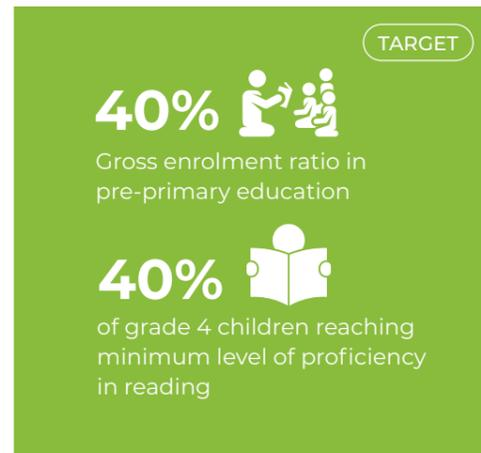 TARGET
40%
Gross enrolment ratio in
pre-primary education
40%
of grade 4 children reaching
minimum level of proficiency
in reading